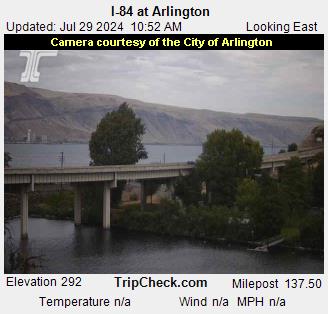 I-84 at Arlington
Updated: Jul 29 2024 10:52 AM Looking East
Camera courtesy of the City of Arlington
Elevation 292 TripCheck.com Milepost 137.50
Temperature n/a Wind n/a MPH n/a